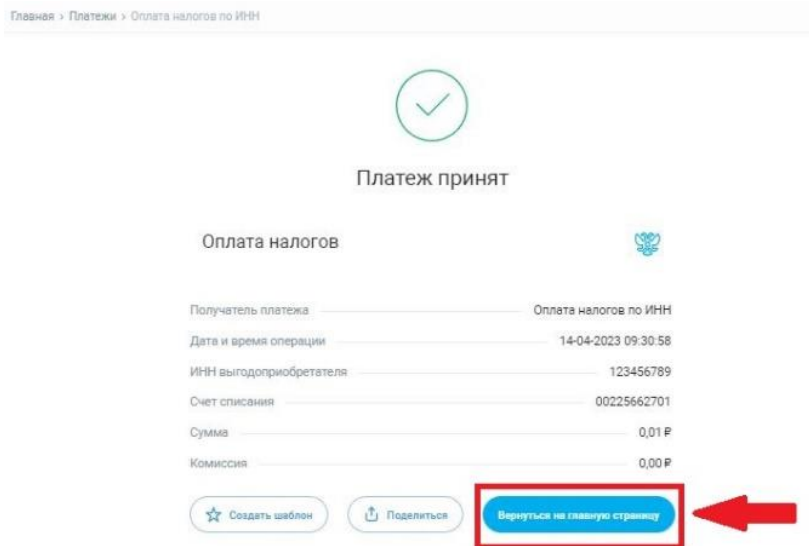 Главная > Платежи > Оплата налогов по ИНН
Платеж принят
Оплата налогов
Получатель платежа Оплата налогов по ИНН
Дата и время операции 14-04-2023 09:30:58
ИНН выгодоприобретателя 123456789
Счет списания 00225662701
Сумма 0,01 ₽
Комиссия 0,00 ₽
Создать шаблон Поделиться Вернуться на главную страницу